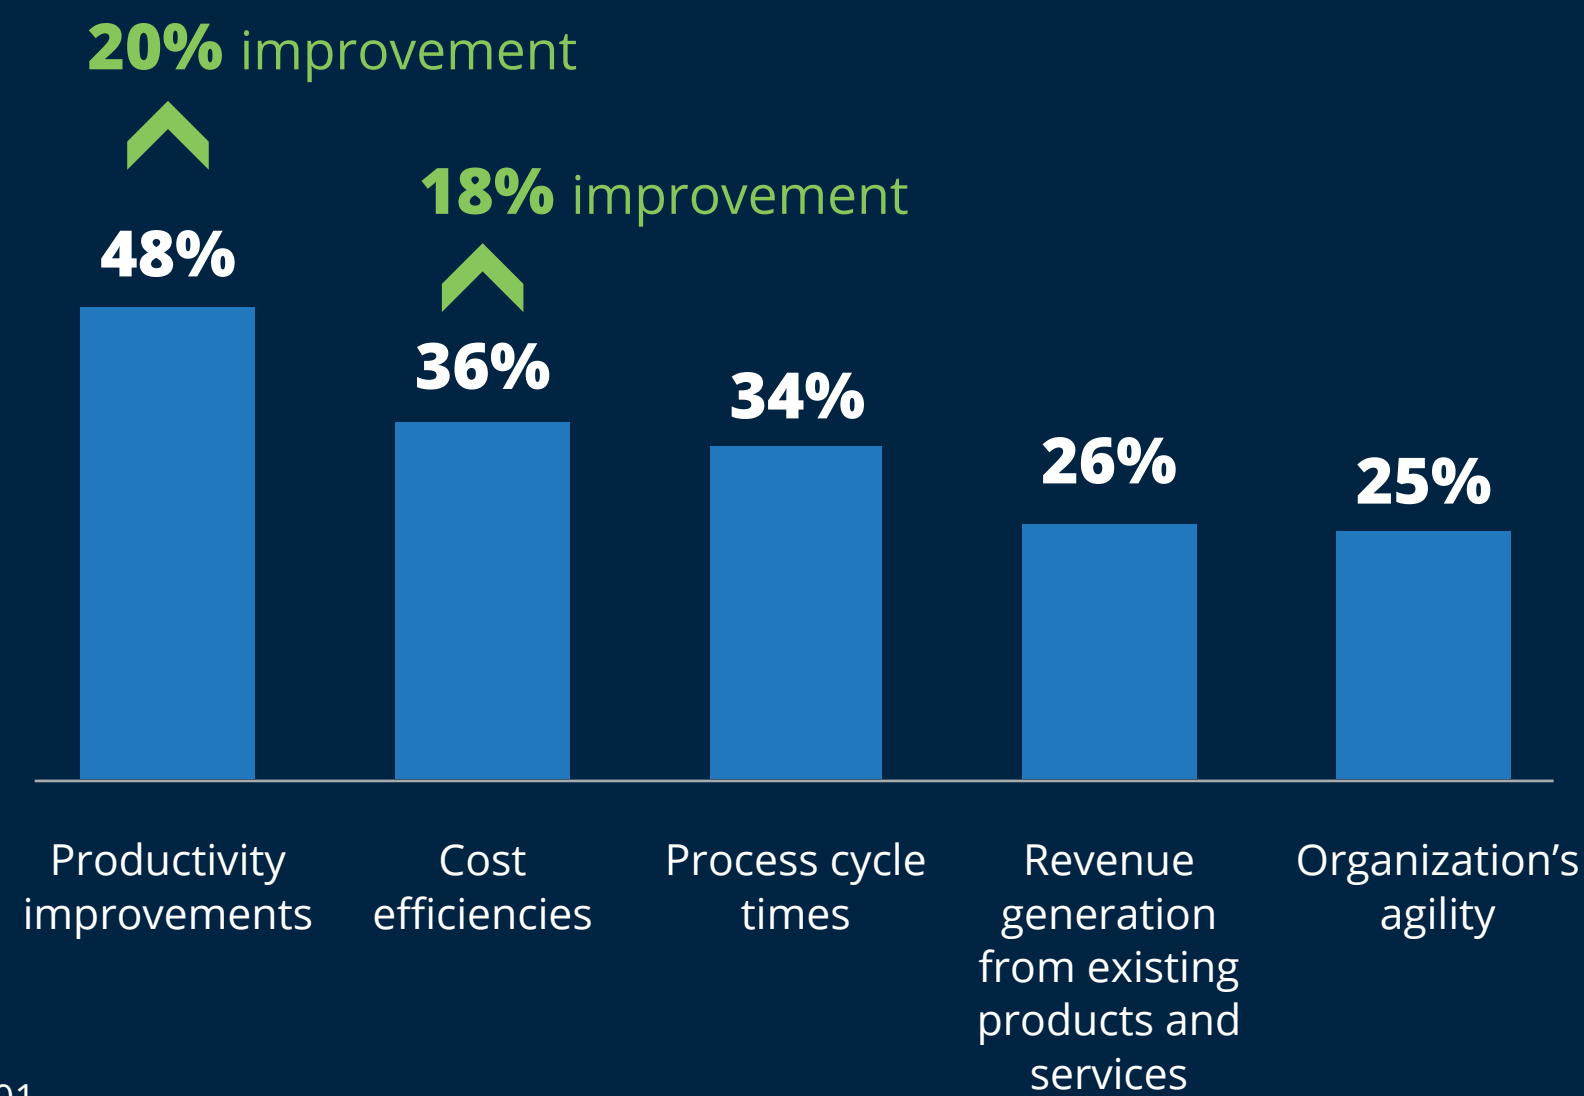 20% improvement
18% improvement
48%
36%
34%
26%
25%
Productivity
improvements
Cost
efficiencies
Process cycle
times
Revenue
generation
from existing
products and
services
Organization’s
agility